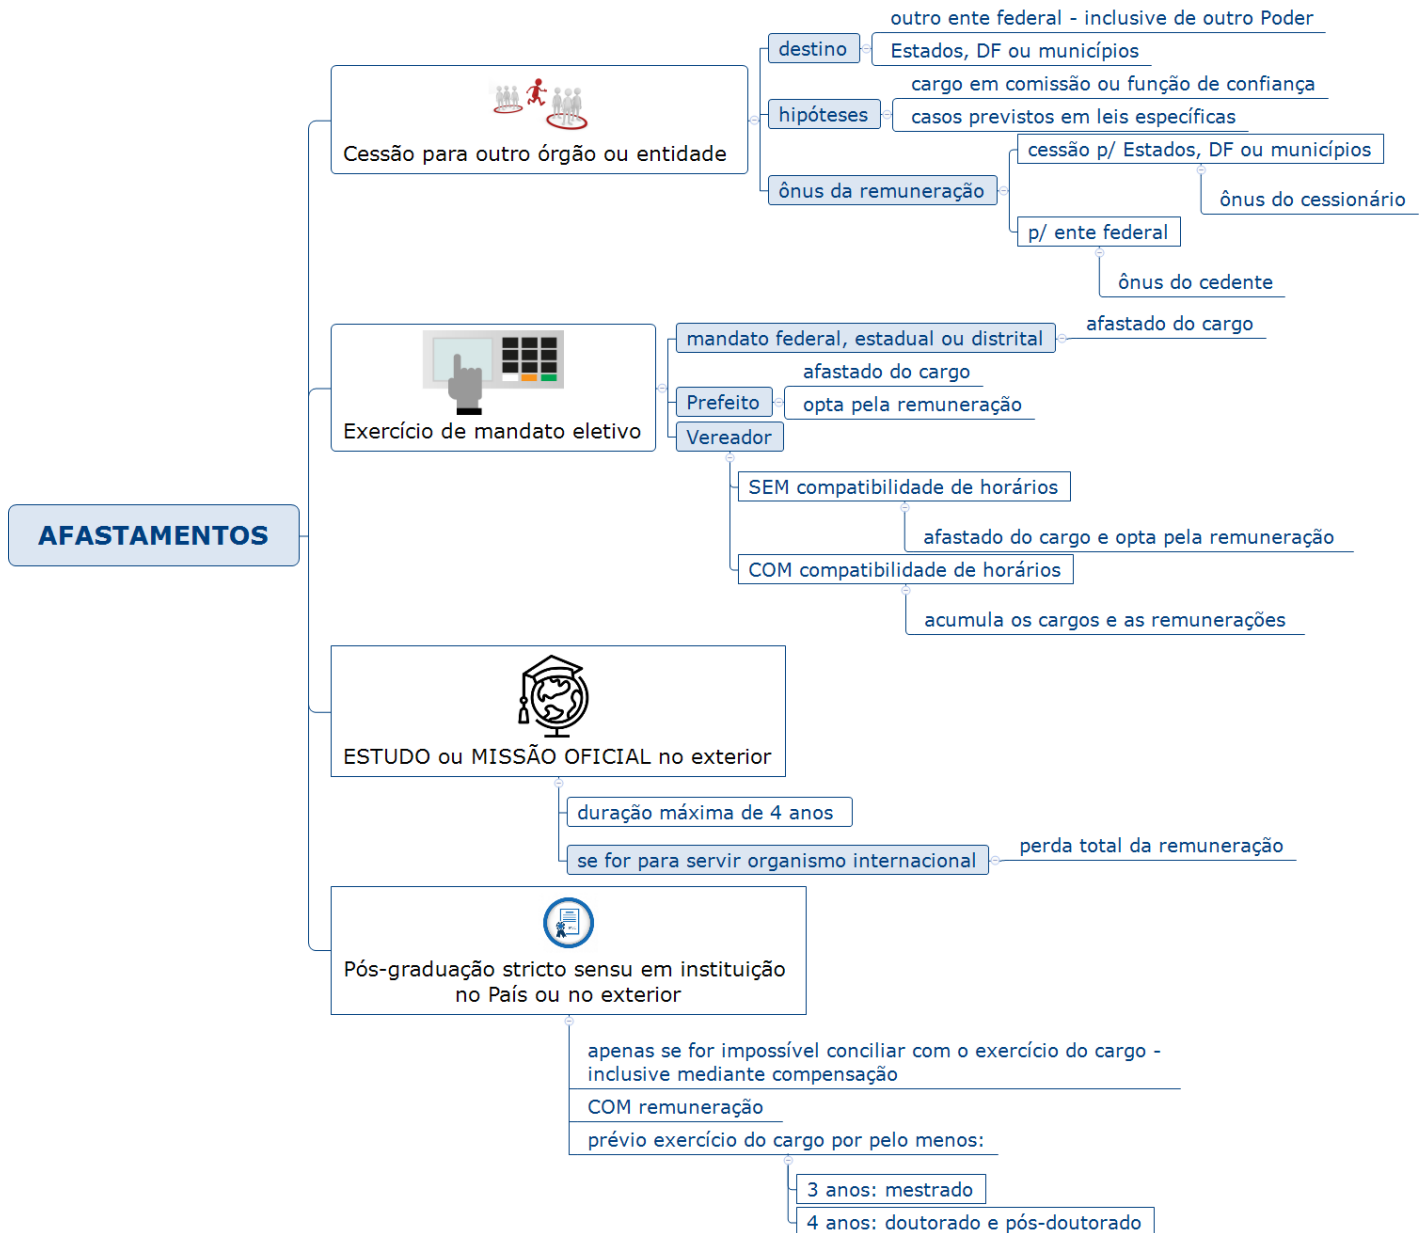 AFASTAMENTOS
Cessão para outro órgão ou entidade
destino
outro ente federal - inclusive de outro Poder
Estados, DF ou municípios
hipóteses
cargo em comissão ou função de confiança
casos previstos em leis específicas
ônus da remuneração
cessão p/ Estados, DF ou municípios
ônus do cessionário
p/ ente federal
ônus do cedente
Exercício de mandato eletivo
mandato federal, estadual ou distrital
afastado do cargo
Prefeito
afastado do cargo
opta pela remuneração
Vereador
SEM compatibilidade de horários
afastado do cargo e opta pela remuneração
COM compatibilidade de horários
acumula os cargos e as remunerações
ESTUDO ou MISSÃO OFICIAL no exterior
duração máxima de 4 anos
se for para servir organismo internacional
perda total da remuneração
Pós-graduação stricto sensu em instituição
no País ou no exterior
apenas se for impossível conciliar com o exercício do cargo -
inclusive mediante compensação
COM remuneração
prévio exercício do cargo por pelo menos:
3 anos: mestrado
4 anos: doutorado e pós-doutorado